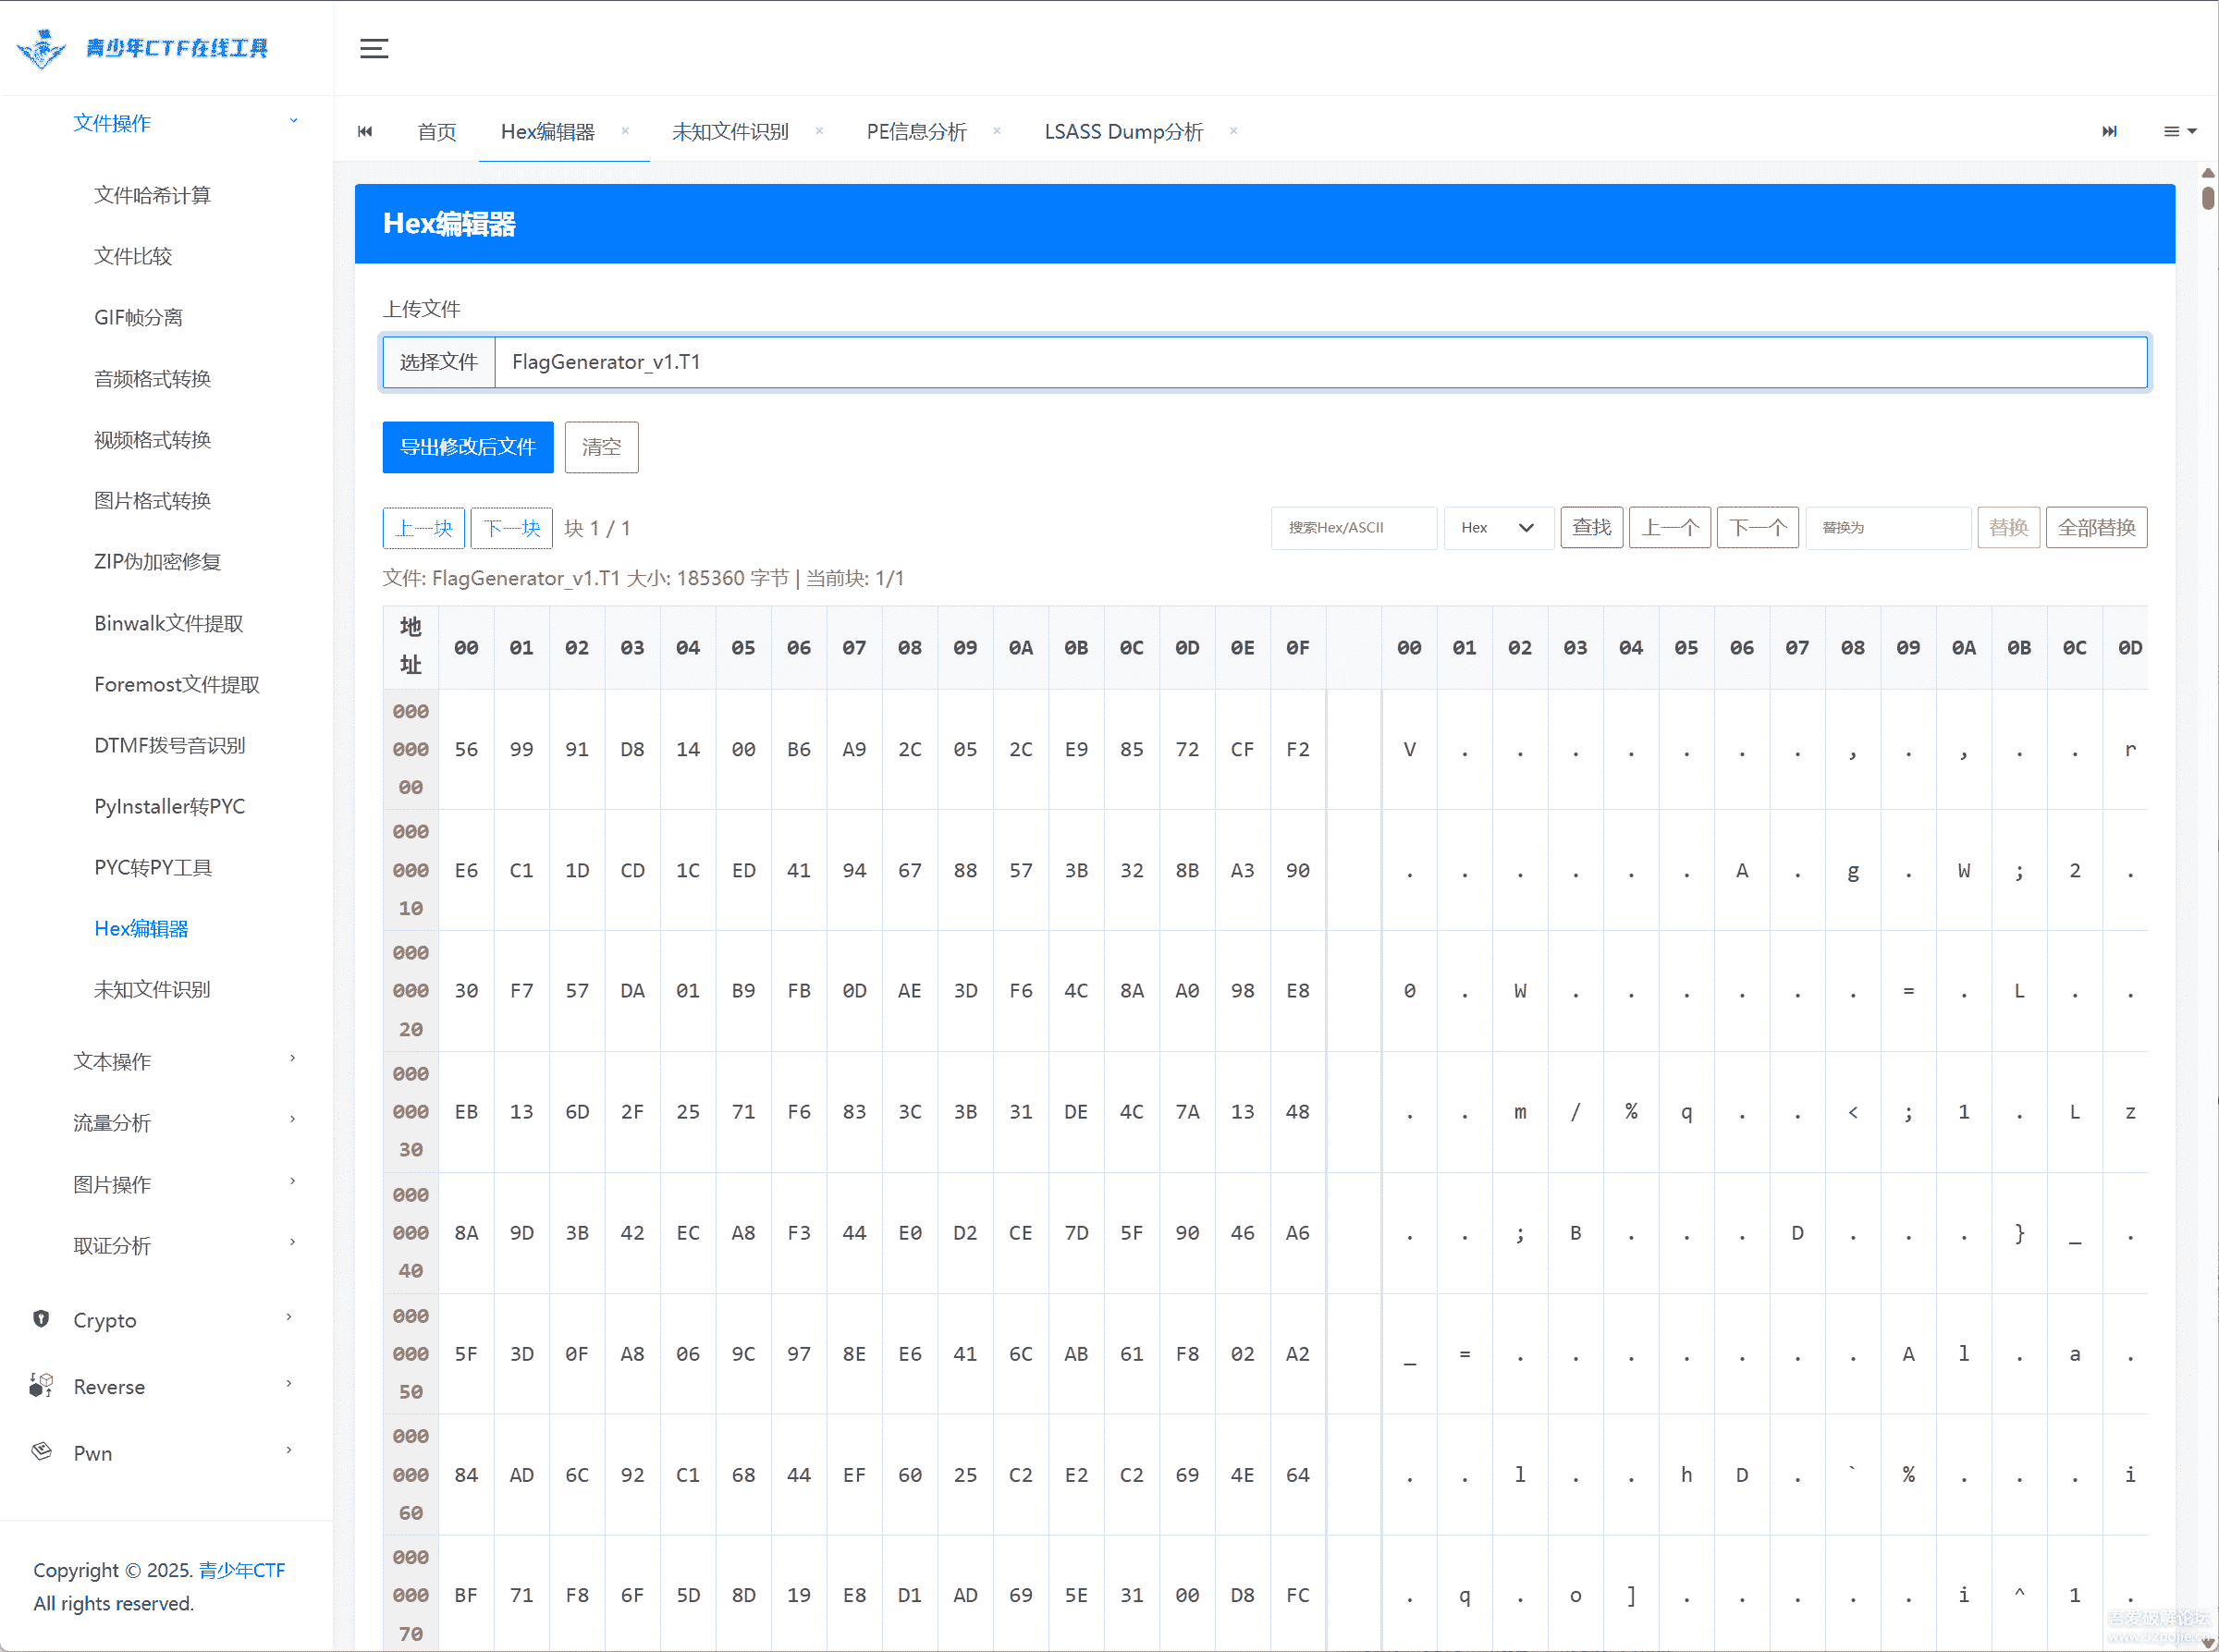 青少年CTF在线工具
文件操作
文件哈希计算
文件比较
GIF帧分离
音频格式转换
视频格式转换
图片格式转换
ZIP伪加密修复
Binwalk文件提取
Foremost文件提取
DTMF拨号音识别
PyInstaller转PYC
PYC转PY工具
Hex编辑器
未知文件识别
文本操作
流量分析
图片操作
取证分析
Crypto
Reverse
Pwn
Copyright © 2025. 青少年CTF
All rights reserved.
首页 Hex编辑器 × 未知文件识别 × PE信息分析 × LSASS Dump分析 ×
Hex编辑器
上传文件
选择文件 FlagGenerator_v1.T1
导出修改后文件 清空
上一块 下一块 块 1 / 1 搜索Hex/ASCII Hex 查找 上一个 下一个 替换为 替换 全部替换
文件: FlagGenerator_v1.T1 大小: 185360 字节 | 当前块: 1/1
地址 00 01 02 03 04 05 06 07 08 09 0A 0B 0C 0D 0E 0F 00 01 02 03 04 05 06 07 08 09 0A 0B 0C 0D
00000000 56 99 91 D8 14 00 B6 A9 2C 05 2C E9 85 72 CF F2 V . . . . . . . , . , . . r
00000010 E6 C1 1D CD 1C ED 41 94 67 88 57 3B 32 8B A3 90 . . . . . . A . g . W ; 2 .
00000020 30 F7 57 DA 01 B9 FB 0D AE 3D F6 4C 8A A0 98 E8 0 . W . . . . . . = . L . .
00000030 EB 13 6D 2F 25 71 F6 83 3C 3B 31 DE 4C 7A 13 48 . . m / % q . . < ; 1 . L z
00000040 8A 9D 3B 42 EC A8 F3 44 E0 D2 CE 7D 5F 90 46 A6 . . ; B . . . D . . . } _ .
00000050 5F 3D 0F A8 06 9C 97 8E E6 41 6C AB 61 F8 02 A2 _ = . . . . . . . A l . a .
00000060 84 AD 6C 92 C1 68 44 EF 60 25 C2 E2 C2 69 4E 64 . . l . . h D . ` % . . . i
00000070 BF 71 F8 6F 5D 8D 19 E8 D1 AD 69 5E 31 00 D8 FC . q . o ] . . . . . i ^ 1 .
吾爱破解论坛
www.52pojie.cn